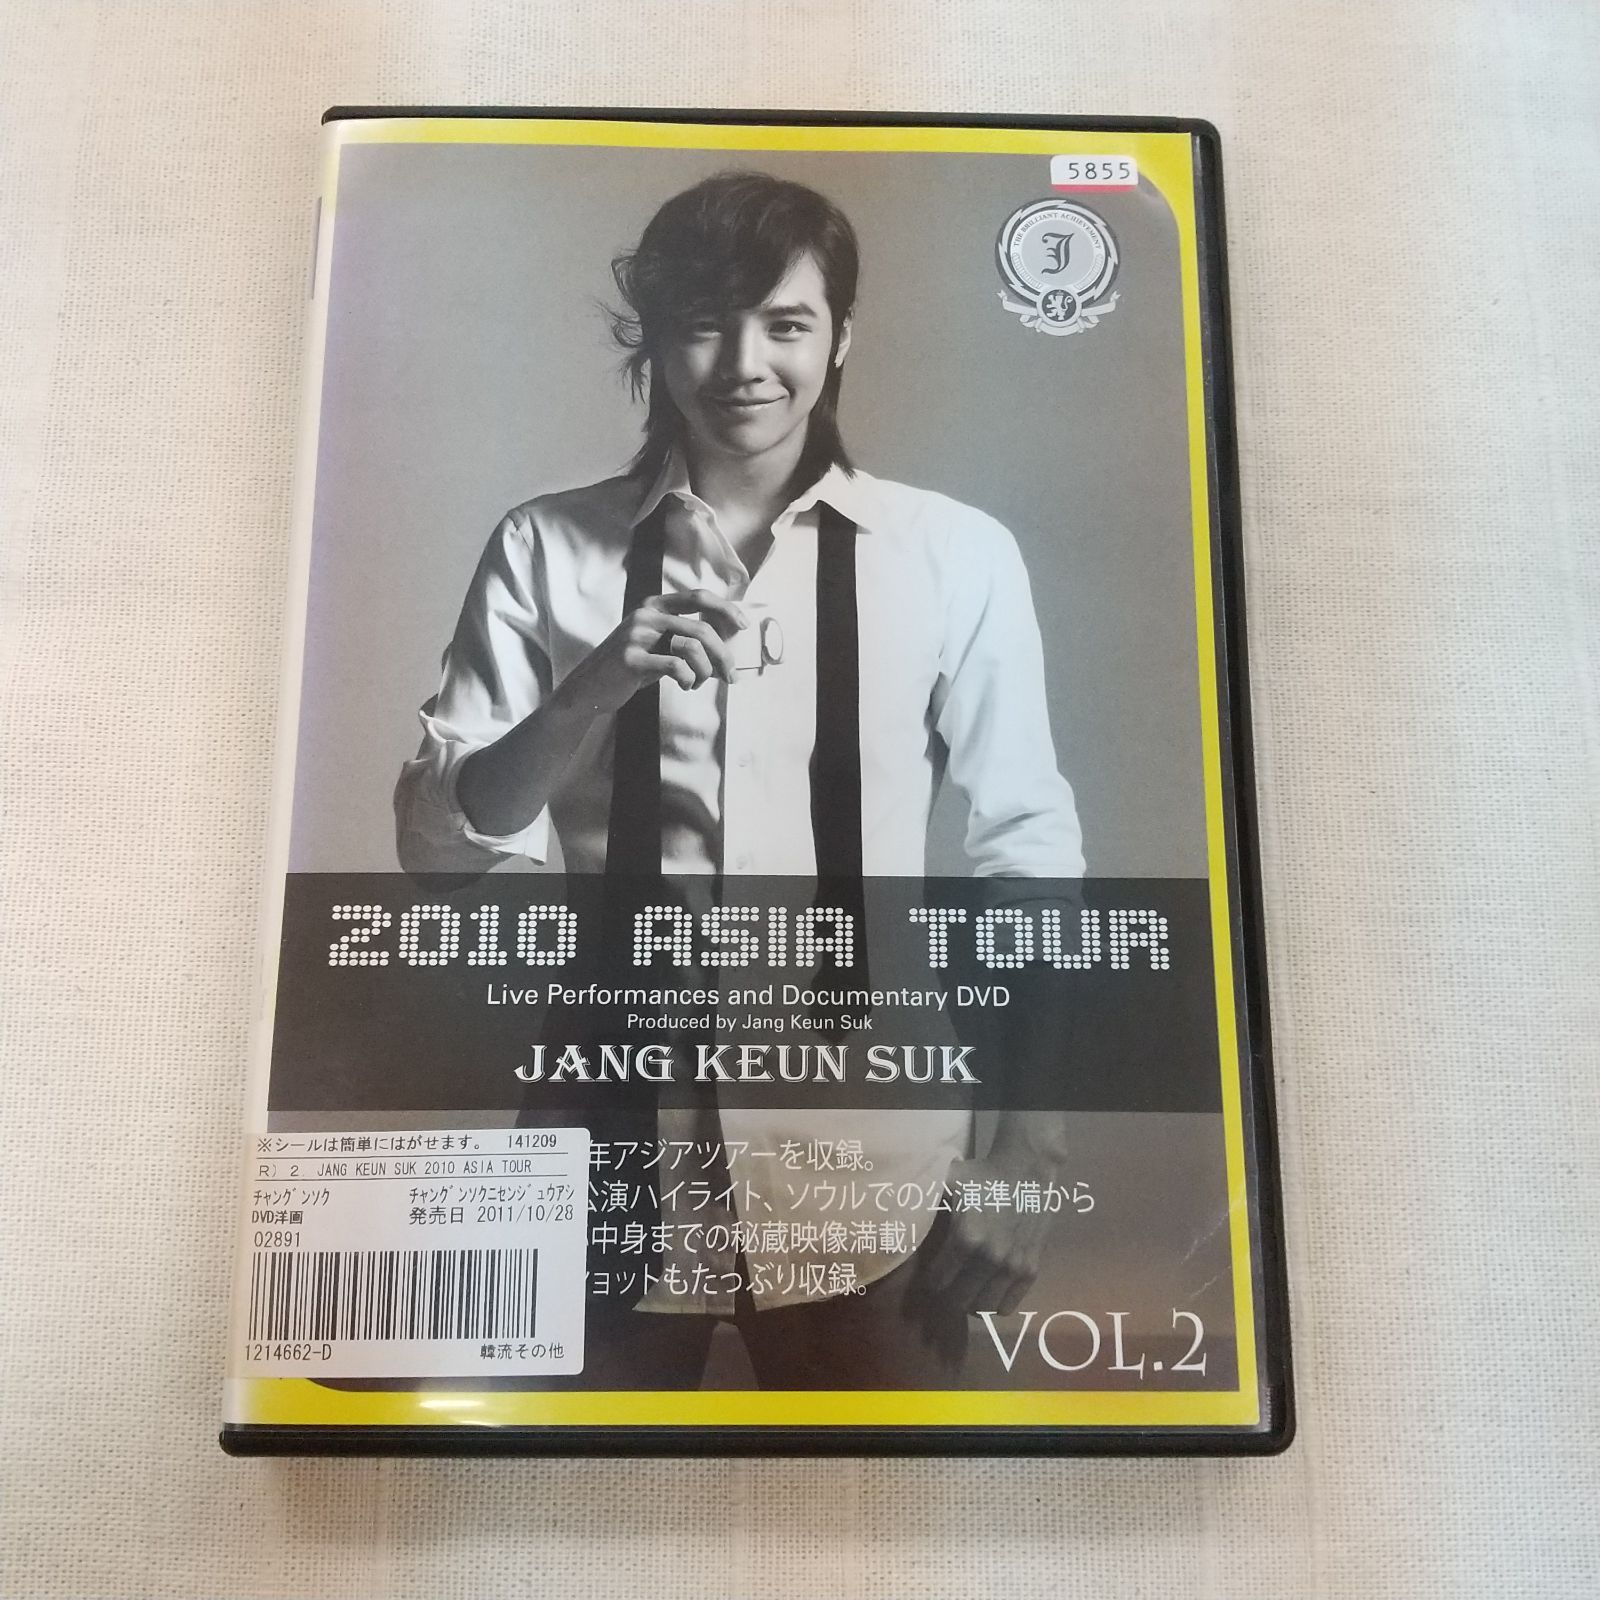 5855
THE BRILLIANT ACHIEVEMENT
J
2010 ASIA TOUR
Live Performances and Documentary DVD
Produced by Jang Keun Suk
JANG KEUN SUK
年アジアツアーを収録。
公演ハイライト、ソウルでの公演準備から
中身までの秘蔵映像満載!
ョットもたっぷり収録。
VOL.2
※シールは簡単にはがせます。 141209
R) 2. JANG KEUN SUK 2010 ASIA TOUR
チャングンソク チャングンソクニセンジュウアシ
DVD洋画 発売日 2011/10/28
02891
1214662-D 韓流その他